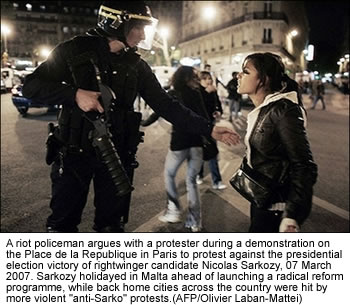 A riot policeman argues with a protester during a demonstration on
the Place de la Republique in Paris to protest against the presidential
election victory of rightwinger candidate Nicolas Sarkozy, 07 March
2007. Sarkozy holidayed in Malta ahead of launching a radical reform
programme, while back home cities across the country were hit by
more violent "anti-Sarko" protests.(AFP/Olivier Laban-Mattei)